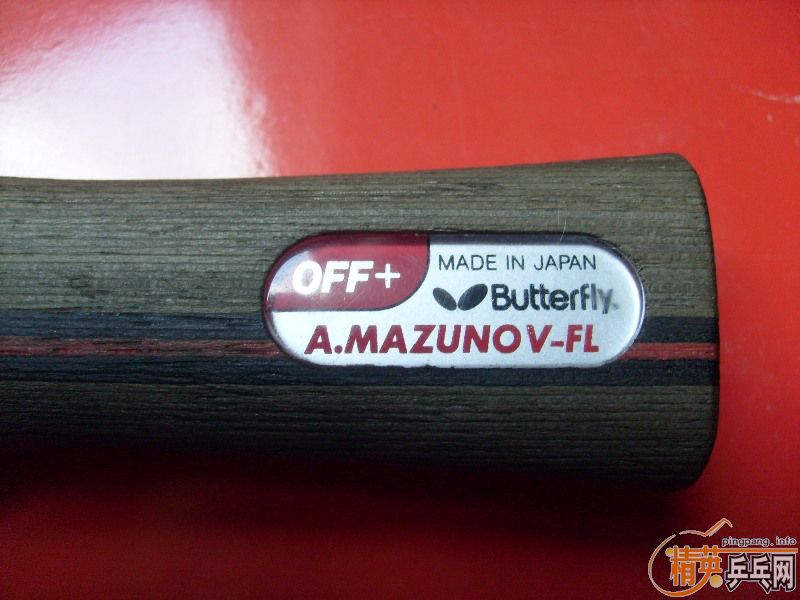 OFF+
MADE IN JAPAN
Butterfly
A.MAZUNOV-FL
pingpang.info
精英乒乓网